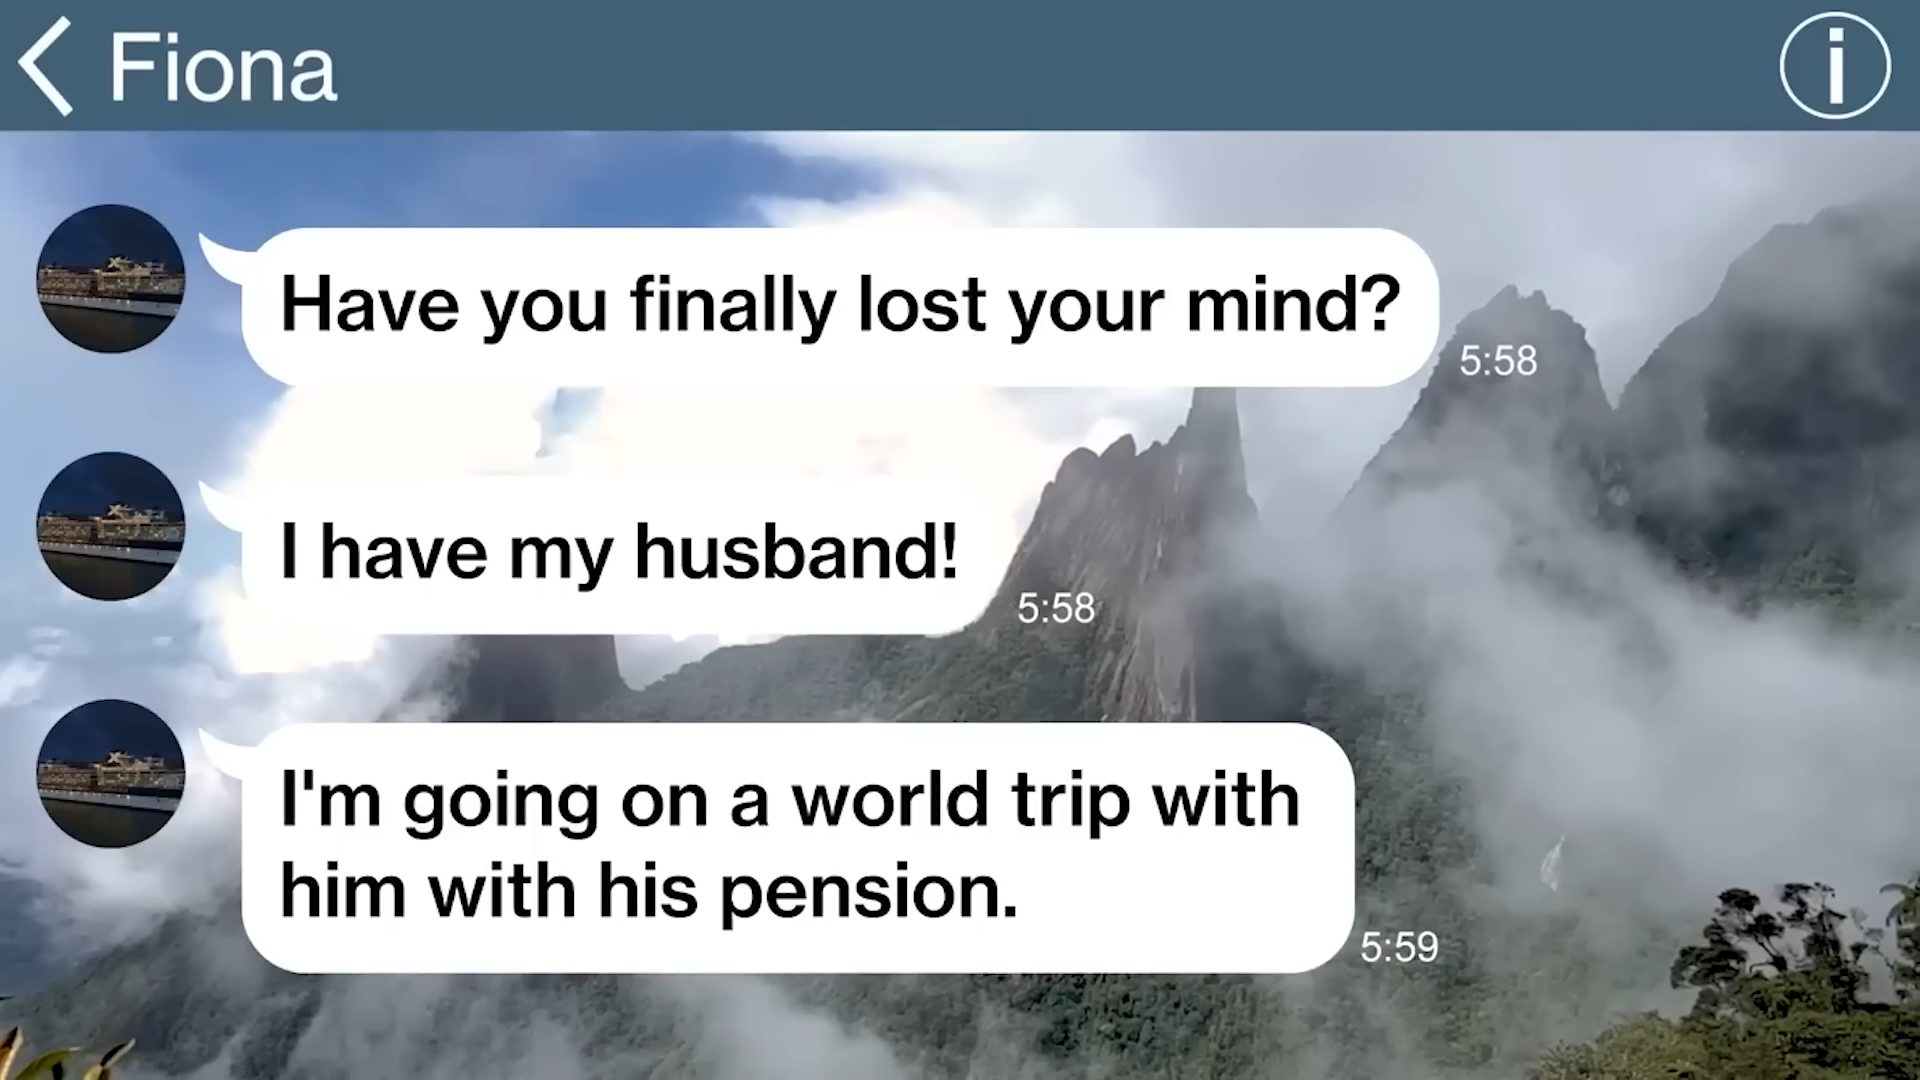 Fiona
Have you finally lost your mind?
5:58
I have my husband!
5:58
I'm going on a world trip with
him with his pension.
5:59